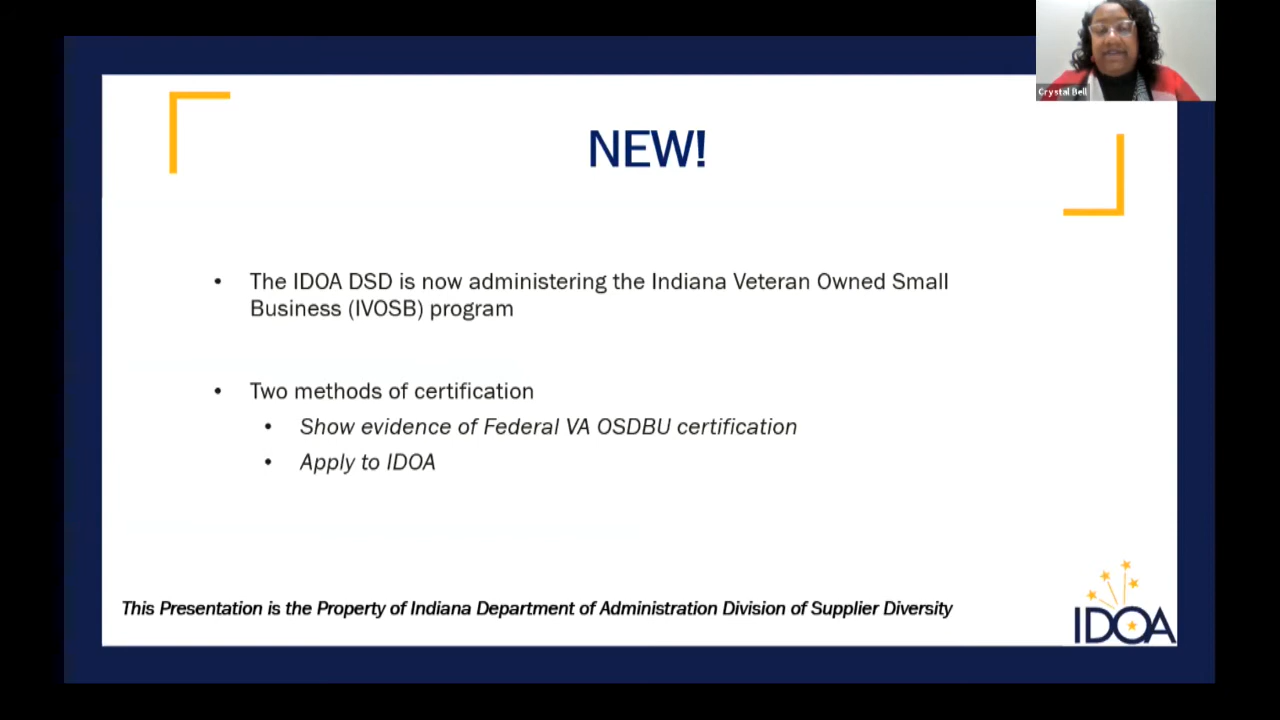 Crystal Bell
NEW!
• The IDOA DSD is now administering the Indiana Veteran Owned Small
Business (IVOSB) program
• Two methods of certification
• Show evidence of Federal VA OSDBU certification
• Apply to IDOA
This Presentation is the Property of Indiana Department of Administration Division of Supplier Diversity
IDOA